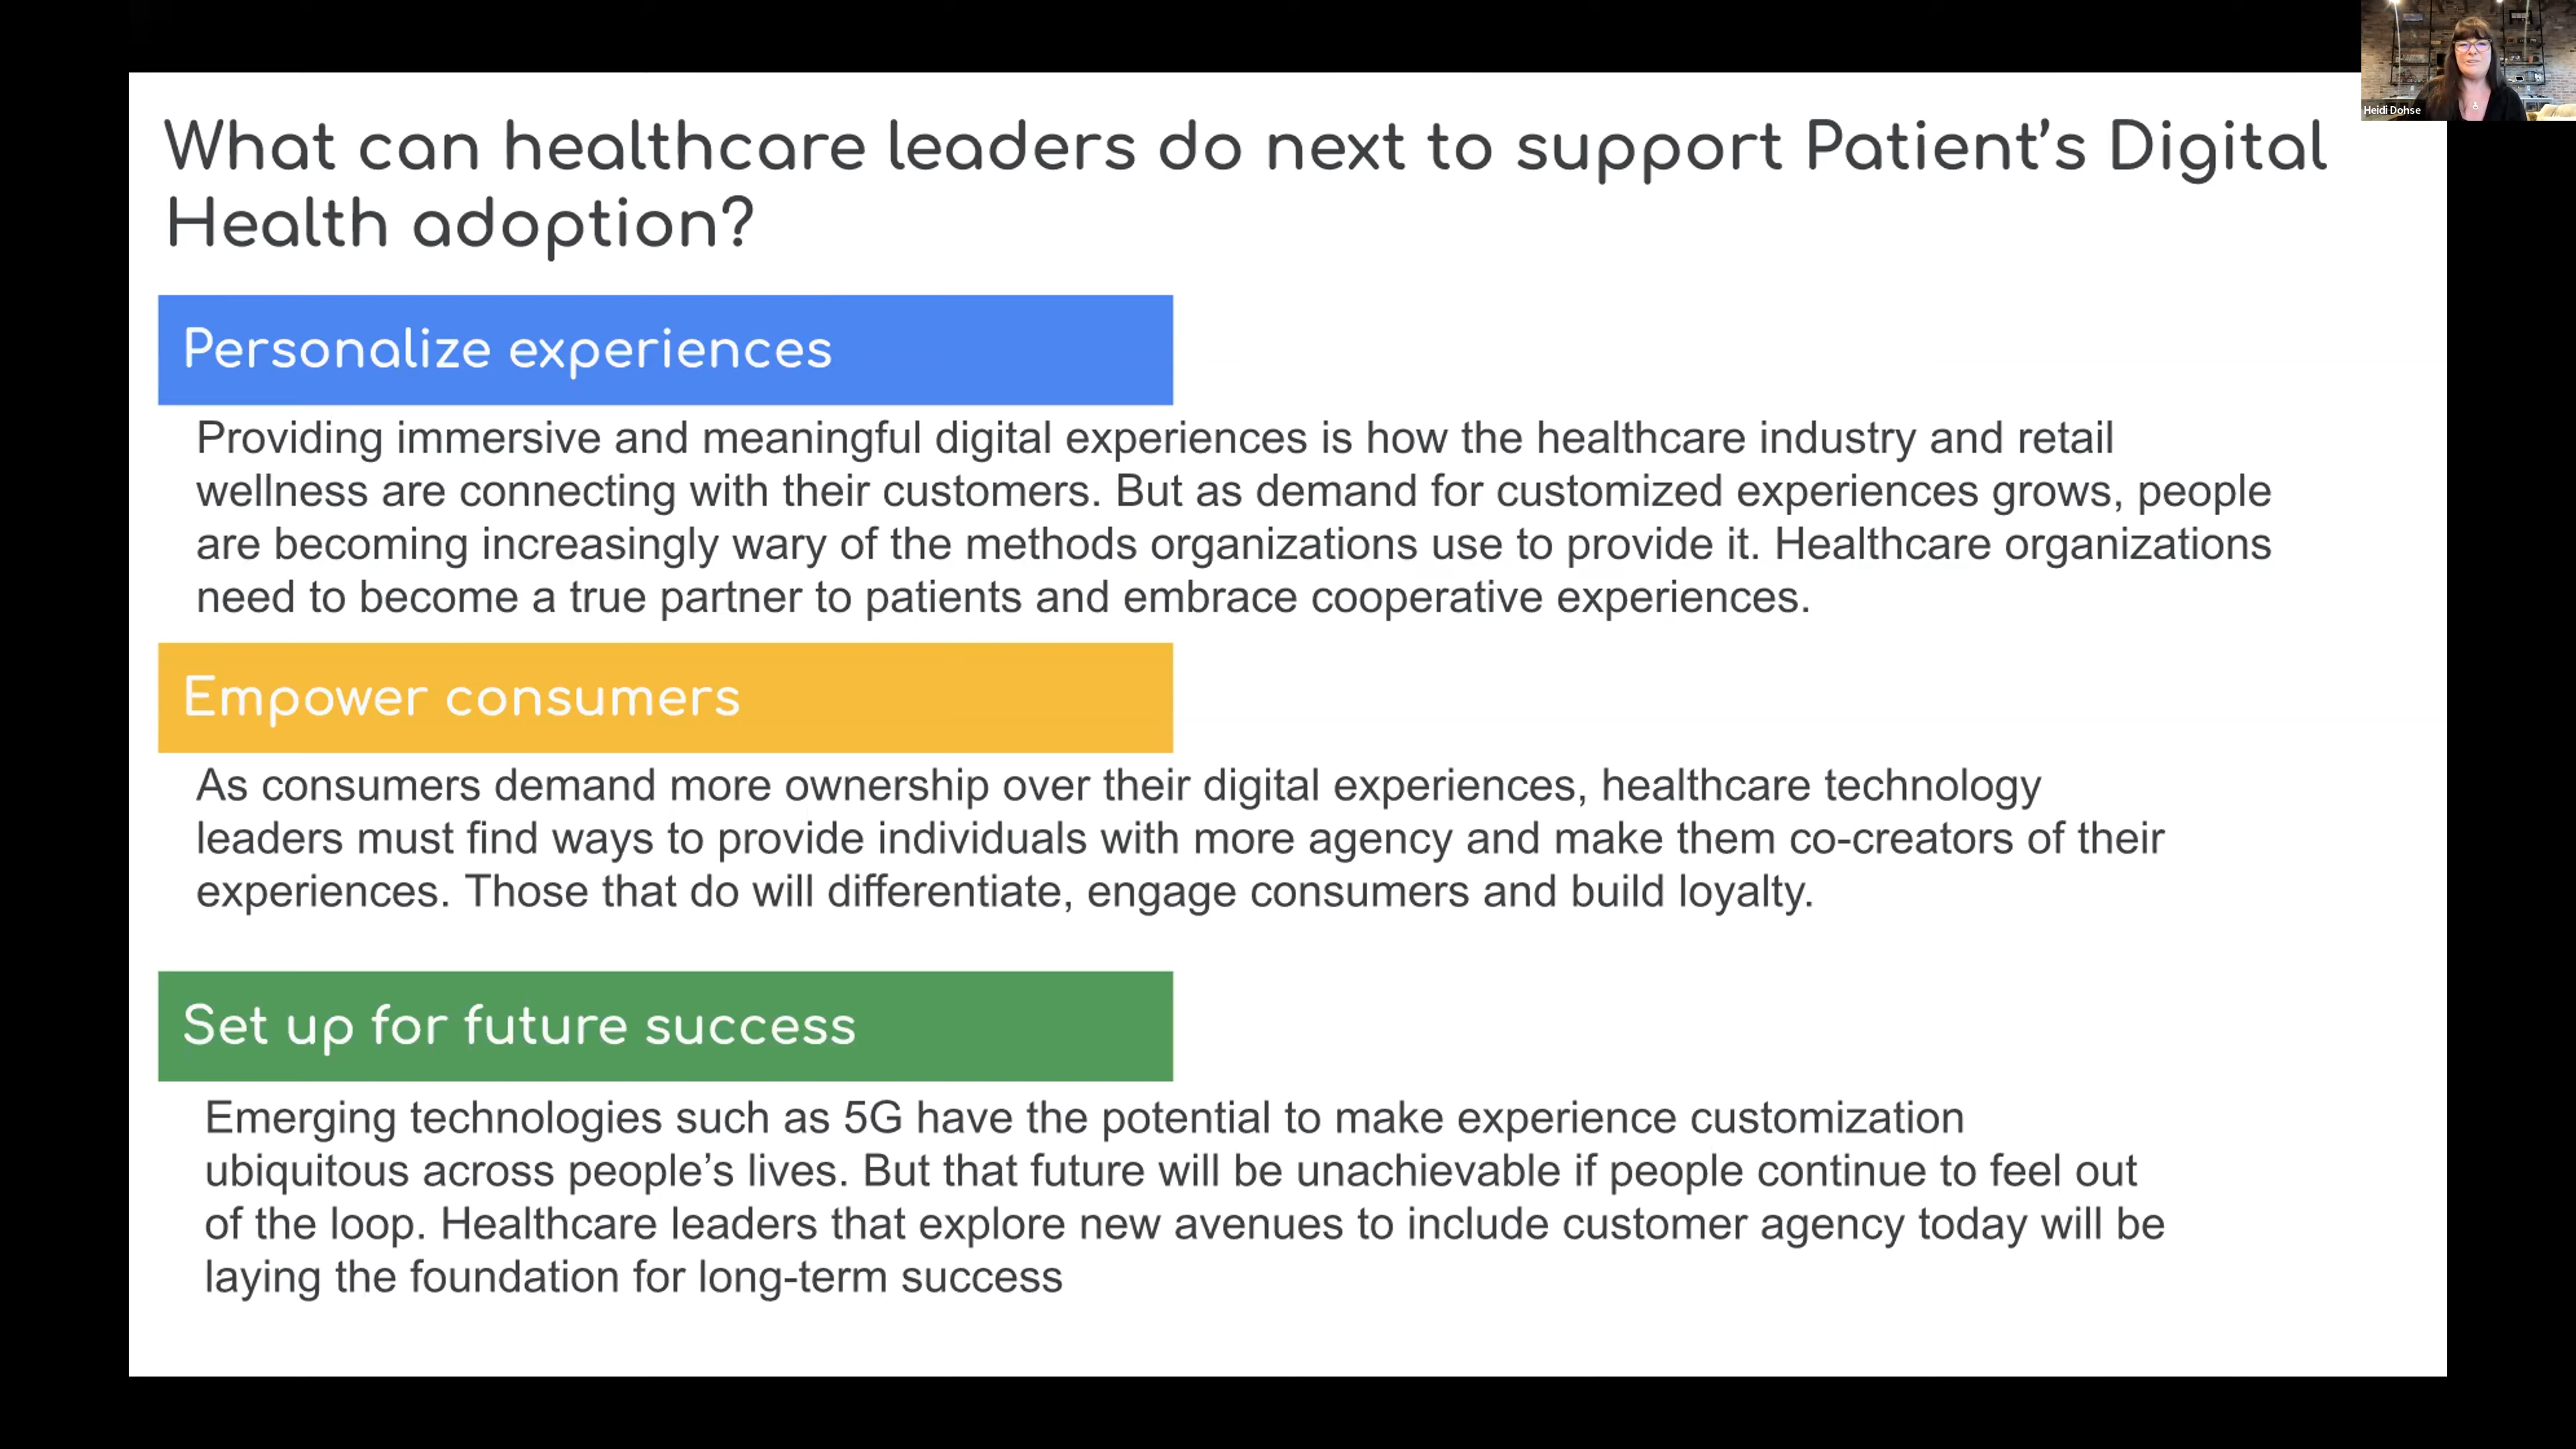 Heidi Dohse
What can healthcare leaders do next to support Patient’s Digital
Health adoption?
Personalize experiences
Providing immersive and meaningful digital experiences is how the healthcare industry and retail
wellness are connecting with their customers. But as demand for customized experiences grows, people
are becoming increasingly wary of the methods organizations use to provide it. Healthcare organizations
need to become a true partner to patients and embrace cooperative experiences.
Empower consumers
As consumers demand more ownership over their digital experiences, healthcare technology
leaders must find ways to provide individuals with more agency and make them co-creators of their
experiences. Those that do will differentiate, engage consumers and build loyalty.
Set up for future success
Emerging technologies such as 5G have the potential to make experience customization
ubiquitous across people’s lives. But that future will be unachievable if people continue to feel out
of the loop. Healthcare leaders that explore new avenues to include customer agency today will be
laying the foundation for long-term success